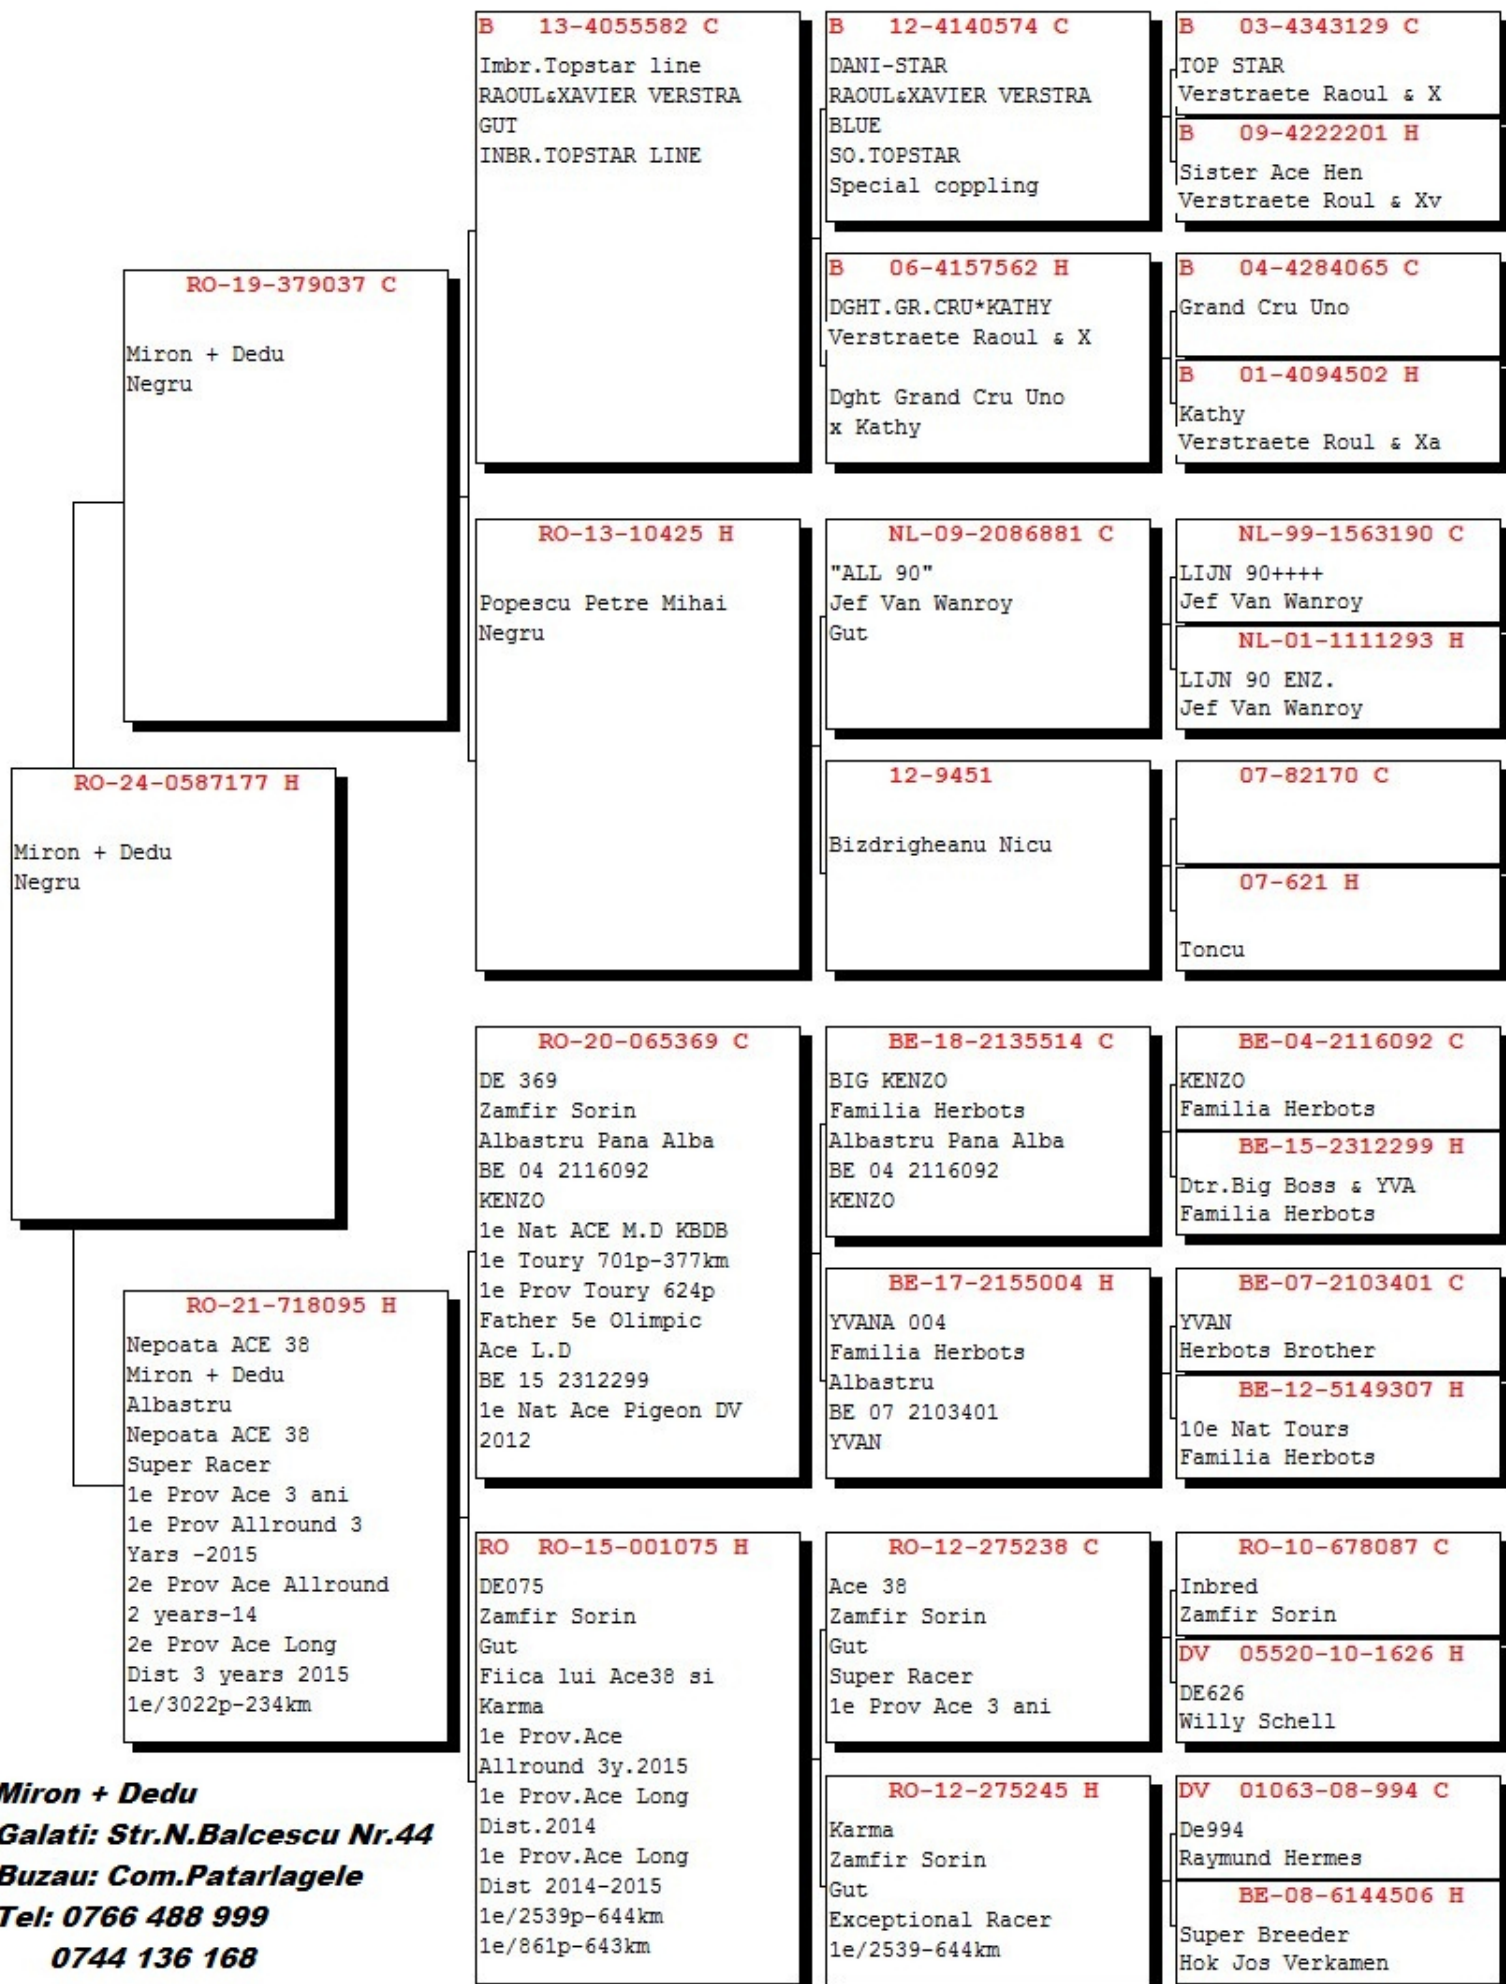 B 13-4055582 C
Imbr.Topstar line
RAOUL&XAVIER VERSTRA
GUT
INBR.TOPSTAR LINE
B 12-4140574 C
DANI-STAR
RAOUL&XAVIER VERSTRA
BLUE
SO.TOPSTAR
Special coppling
B 03-4343129 C
TOP STAR
Verstraete Raoul & X
B 09-4222201 H
Sister Ace Hen
Verstraete Roul & Xv
B 06-4157562 H
DGHT.GR.CRU*KATHY
Verstraete Raoul & X
Dght Grand Cru Uno
x Kathy
B 04-4284065 C
Grand Cru Uno
B 01-4094502 H
Kathy
Verstraete Roul & Xa
RO-19-379037 C
Miron + Dedu
Negru
RO-13-10425 H
Popescu Petre Mihai
Negru
NL-09-2086881 C
"ALL 90"
Jef Van Wanroy
Gut
NL-99-1563190 C
LIJN 90++++
Jef Van Wanroy
NL-01-1111293 H
LIJN 90 ENZ.
Jef Van Wanroy
12-9451
Bizdrigheanu Nicu
07-82170 C
07-621 H
Toncu
RO-24-0587177 H
Miron + Dedu
Negru
RO-20-065369 C
DE 369
Zamfir Sorin
Albastru Pana Alba
BE 04 2116092
KENZO
1e Nat ACE M.D KBDB
1e Toury 701p-377km
1e Prov Toury 624p
Father 5e Olimpic
Ace L.D
BE 15 2312299
1e Nat Ace Pigeon DV
2012
BE-18-2135514 C
BIG KENZO
Familia Herbots
Albastru Pana Alba
BE 04 2116092
KENZO
BE-04-2116092 C
KENZO
Familia Herbots
BE-15-2312299 H
Dtr.Big Boss & YVA
Familia Herbots
BE-17-2155004 H
YVANA 004
Familia Herbots
Albastru
BE 07 2103401
YVAN
BE-07-2103401 C
YVAN
Herbots Brother
BE-12-5149307 H
10e Nat Tours
Familia Herbots
RO-21-718095 H
Nepoata ACE 38
Miron + Dedu
Albastru
Nepoata ACE 38
Super Racer
1e Prov Ace 3 ani
1e Prov Allround 3
Yars -2015
2e Prov Ace Allround
2 years-14
2e Prov Ace Long
Dist 3 years 2015
1e/3022p-234km
RO RO-15-001075 H
DE075
Zamfir Sorin
Gut
Fiica lui Ace38 si
Karma
1e Prov.Ace
Allround 3y.2015
1e Prov.Ace Long
Dist.2014
1e Prov.Ace Long
Dist 2014-2015
1e/2539p-644km
1e/861p-643km
RO-12-275238 C
Ace 38
Zamfir Sorin
Gut
Super Racer
1e Prov Ace 3 ani
RO-10-678087 C
Inbred
Zamfir Sorin
DV 05520-10-1626 H
DE626
Willy Schell
RO-12-275245 H
Karma
Zamfir Sorin
Gut
Exceptional Racer
1e/2539-644km
DV 01063-08-994 C
De994
Raymund Hermes
BE-08-6144506 H
Super Breeder
Hok Jos Verkamen
Miron + Dedu
Galati: Str.N.Balcescu Nr.44
Buzau: Com.Patarlagele
Tel: 0766 488 999
0744 136 168